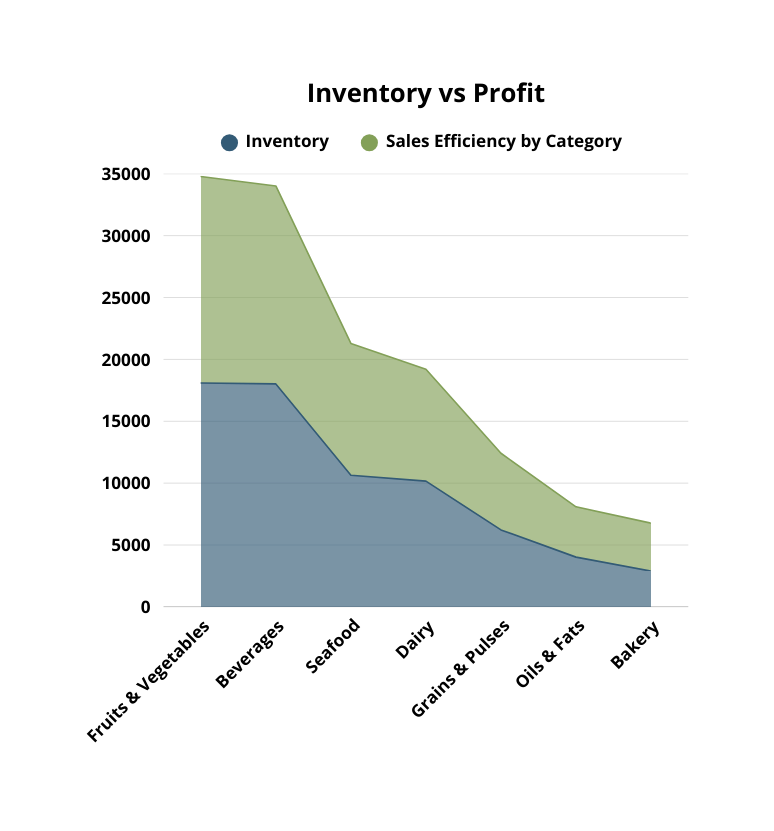 Inventory vs Profit
Inventory
Sales Efficiency by Category
35000
30000
25000
20000
15000
10000
5000
0
Fruits & Vegetables
Beverages
Seafood
Dairy
Grains & Pulses
Oils & Fats
Bakery